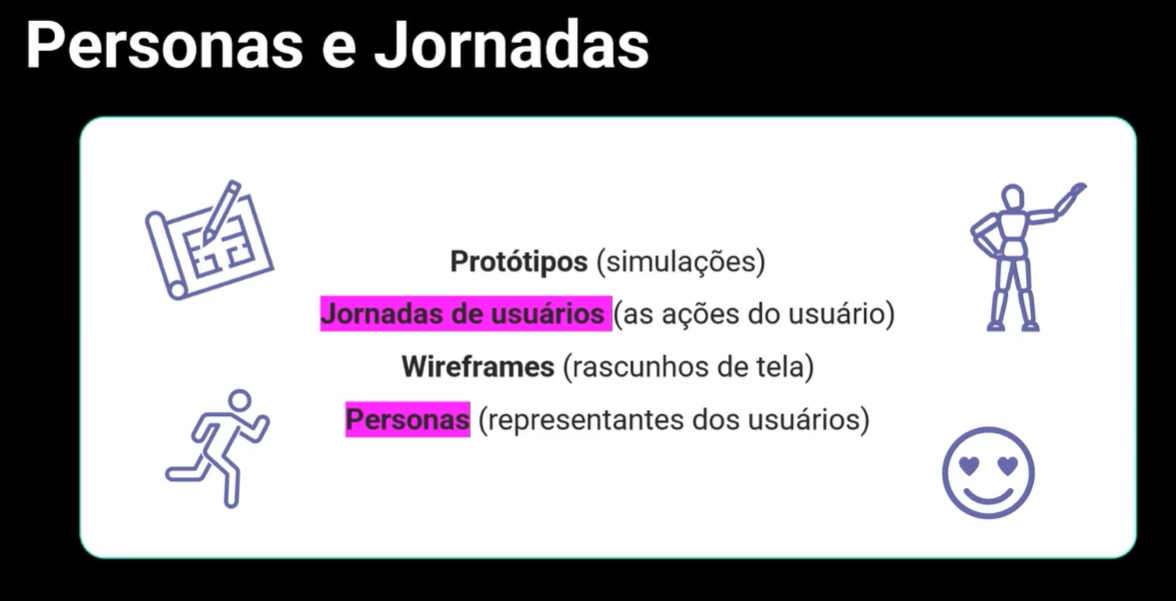 Personas e Jornadas
Protótipos (simulações)
Jornadas de usuários (as ações do usuário)
Wireframes (rascunhos de tela)
Personas (representantes dos usuários)